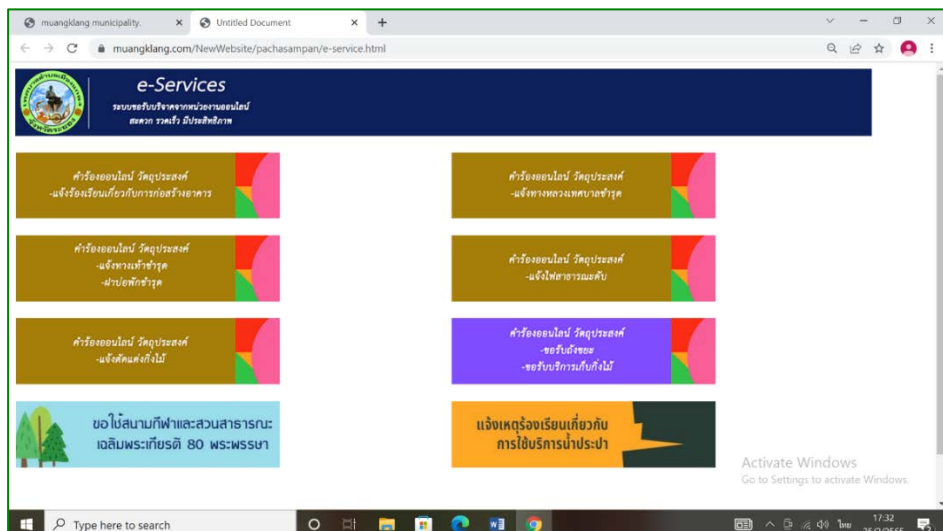 muangklang municipality.
Untitled Document
muangklang.com/NewWebsite/pachasampan/e-service.html
e-Services
ระบบขอรับบริจาคจากหน่วยงานออนไลน์
สะดวก รวดเร็ว มีประสิทธิภาพ
คำร้องออนไลน์ วัตถุประสงค์
-แจ้งร้องเรียนเกี่ยวกับการก่อสร้างอาคาร
คำร้องออนไลน์ วัตถุประสงค์
-แจ้งทางหลวงเทศบาลชำรุด
คำร้องออนไลน์ วัตถุประสงค์
-แจ้งทางเท้าชำรุด
-ฝาบ่อพักชำรุด
คำร้องออนไลน์ วัตถุประสงค์
-แจ้งไฟสาธารณะดับ
คำร้องออนไลน์ วัตถุประสงค์
-แจ้งตัดแต่งกิ่งไม้
คำร้องออนไลน์ วัตถุประสงค์
-ขอรับถังขยะ
-ขอรับบริการเก็บกิ่งไม้
ขอใช้สนามกีฬาและสวนสาธารณะ
เฉลิมพระเกียรติ 80 พระพรรษา
แจ้งเหตุร้องเรียนเกี่ยวกับ
การใช้บริการน้ำประปา
Activate Windows
Go to Settings to activate Windows.
Type here to search
ไทย
17:32